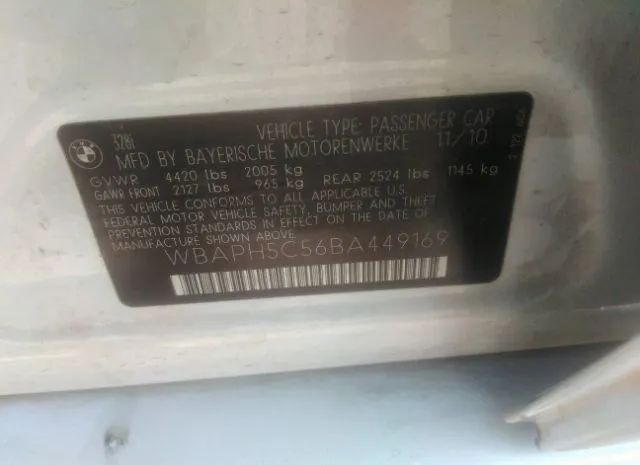 BMW
328i
VEHICLE TYPE: PASSENGER CAR
MFD BY BAYERISCHE MOTORENWERKE 11/10
GVWR 4420 lbs 2005 kg
GAWR FRONT 2127 lbs 965 kg REAR 2524 lbs 1145 kg
THIS VEHICLE CONFORMS TO ALL APPLICABLE U.S.
FEDERAL MOTOR VEHICLE SAFETY, BUMPER AND THEFT
PREVENTION STANDARDS IN EFFECT ON THE DATE OF
MANUFACTURE SHOWN ABOVE.
WBAPH5C56BA449169